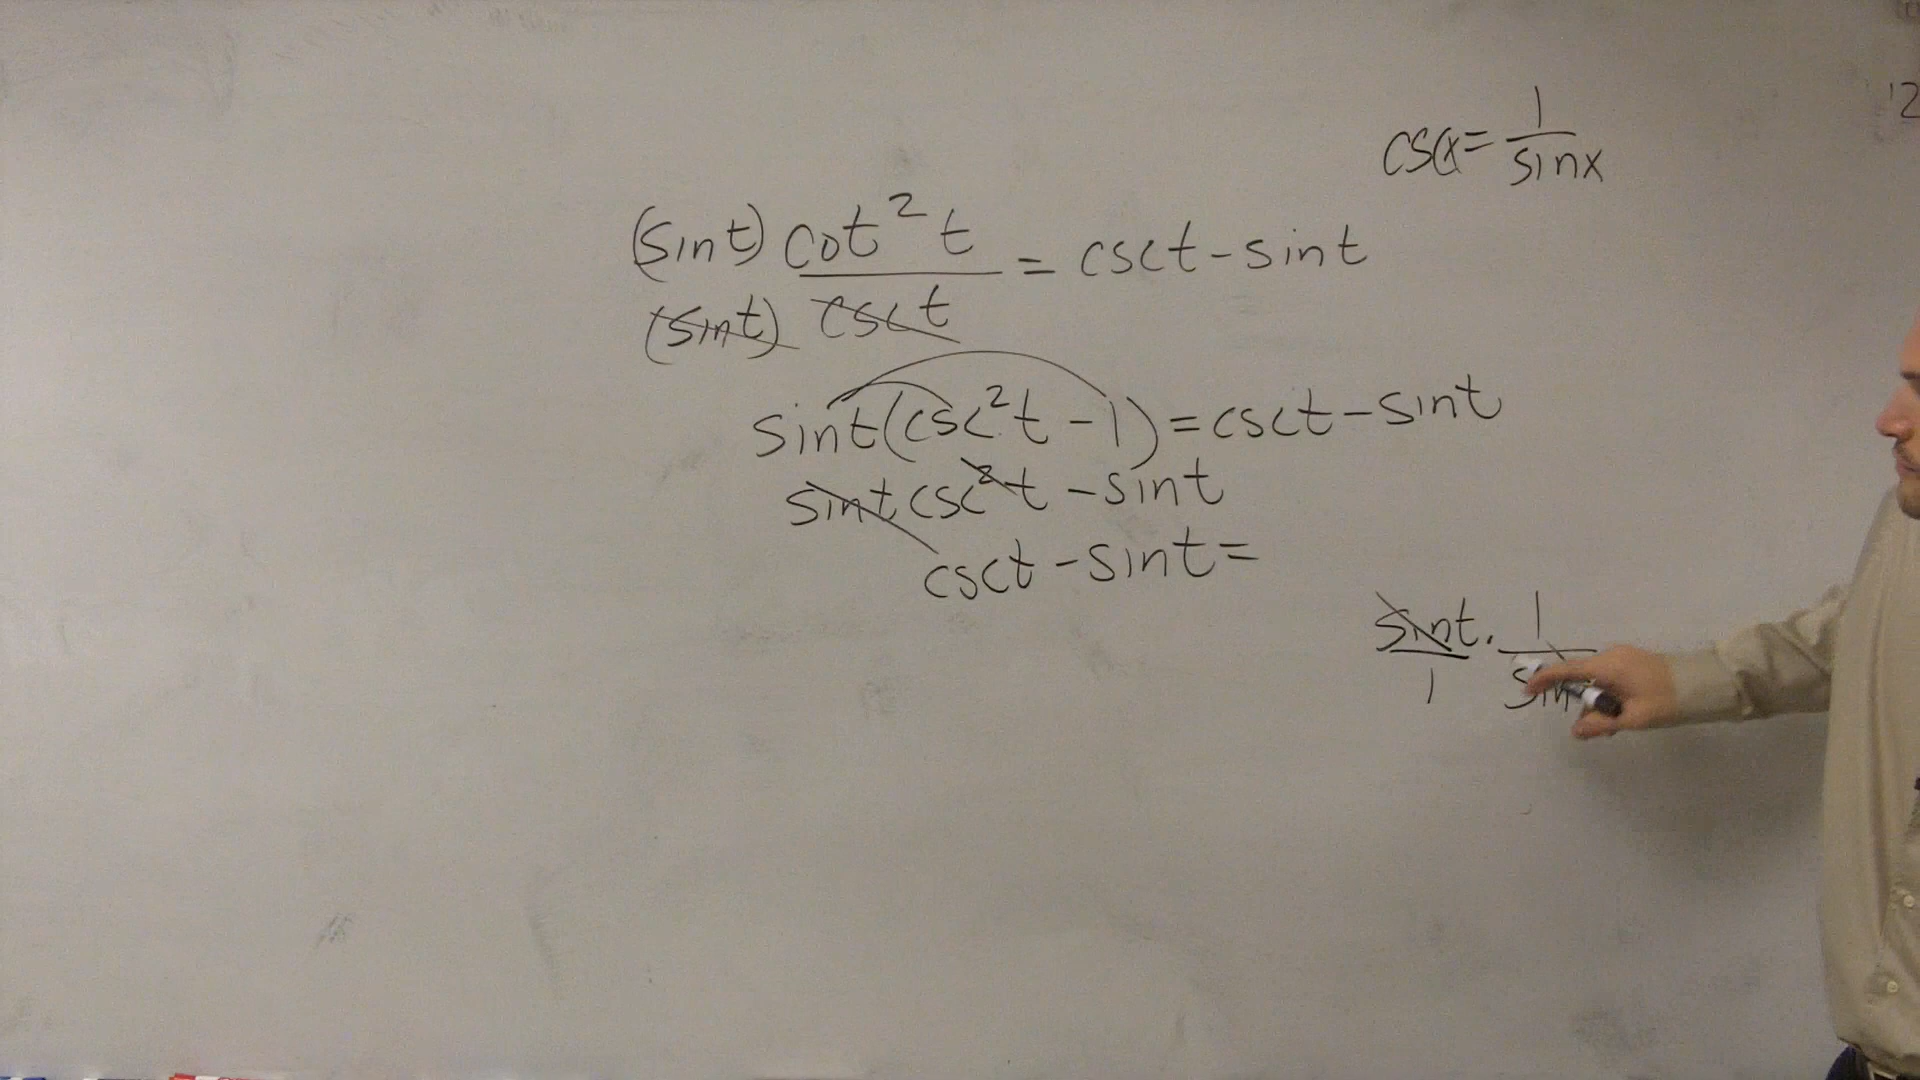 csc x = 1/sin x
(sin t) cot² t / (sin t) csc t = csc t - sin t
sin t (csc² t - 1) = csc t - sin t
sin t csc² t - sin t
csc t - sin t =
sin t / 1 · 1 / sin